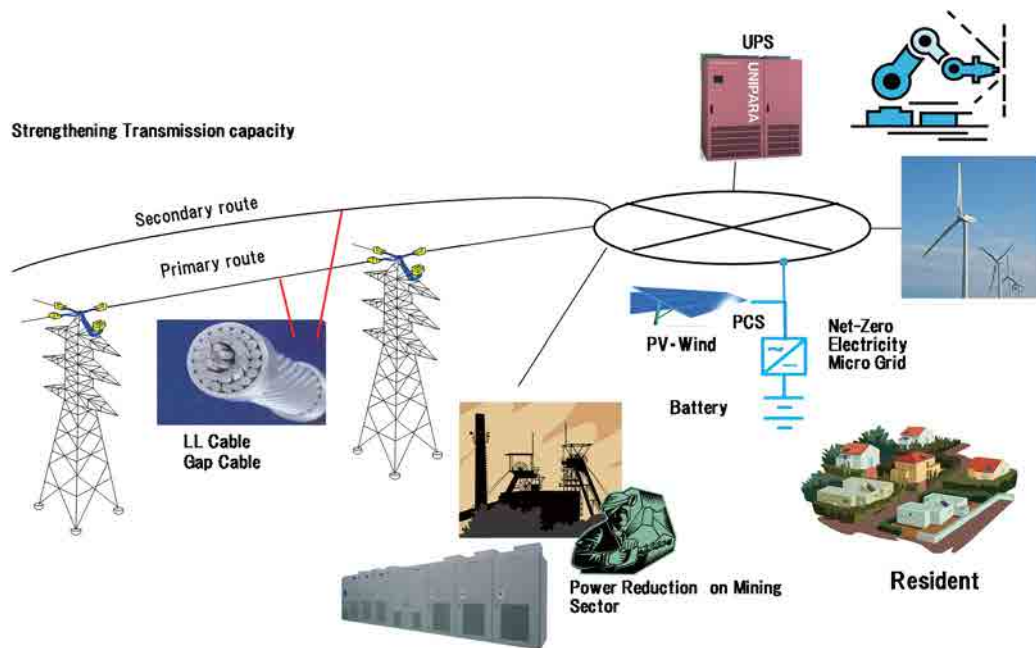 UPS
UNIPARA
Strengthening Transmission capacity
Secondary route
Primary route
PCS
PV・Wind
Net-Zero
Electricity
Micro Grid
Battery
LL Cable
Gap Cable
Power Reduction on Mining
Sector
Resident